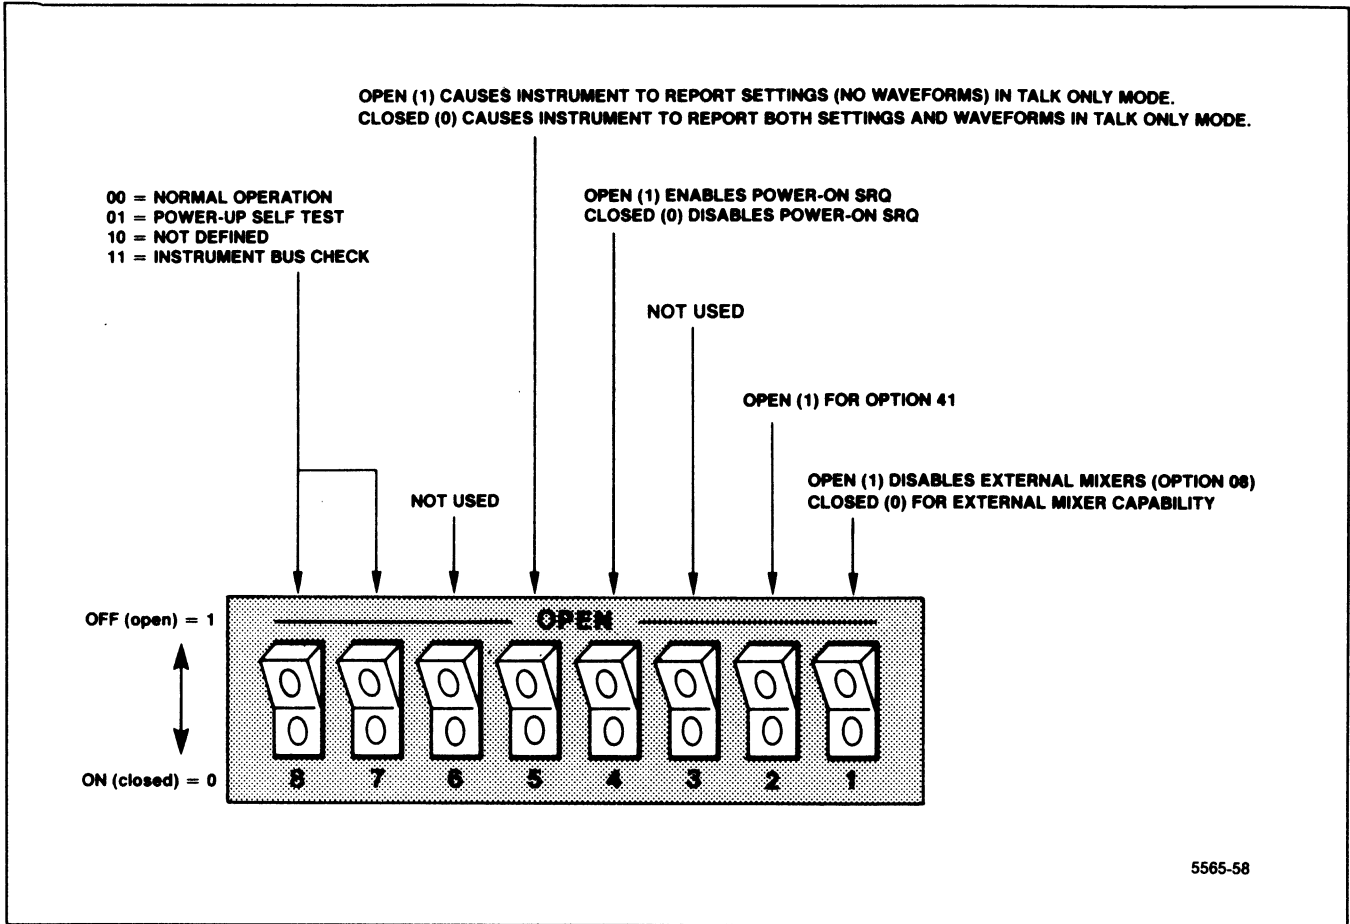 OPEN (1) CAUSES INSTRUMENT TO REPORT SETTINGS (NO WAVEFORMS) IN TALK ONLY MODE.
CLOSED (0) CAUSES INSTRUMENT TO REPORT BOTH SETTINGS AND WAVEFORMS IN TALK ONLY MODE.
00 = NORMAL OPERATION
01 = POWER-UP SELF TEST
10 = NOT DEFINED
11 = INSTRUMENT BUS CHECK
OPEN (1) ENABLES POWER-ON SRQ
CLOSED (0) DISABLES POWER-ON SRQ
NOT USED
OPEN (1) FOR OPTION 41
OPEN (1) DISABLES EXTERNAL MIXERS (OPTION 08)
CLOSED (0) FOR EXTERNAL MIXER CAPABILITY
NOT USED
OFF (open) = 1
OPEN
ON (closed) = 0
8 7 6 5 4 3 2 1
5565-58